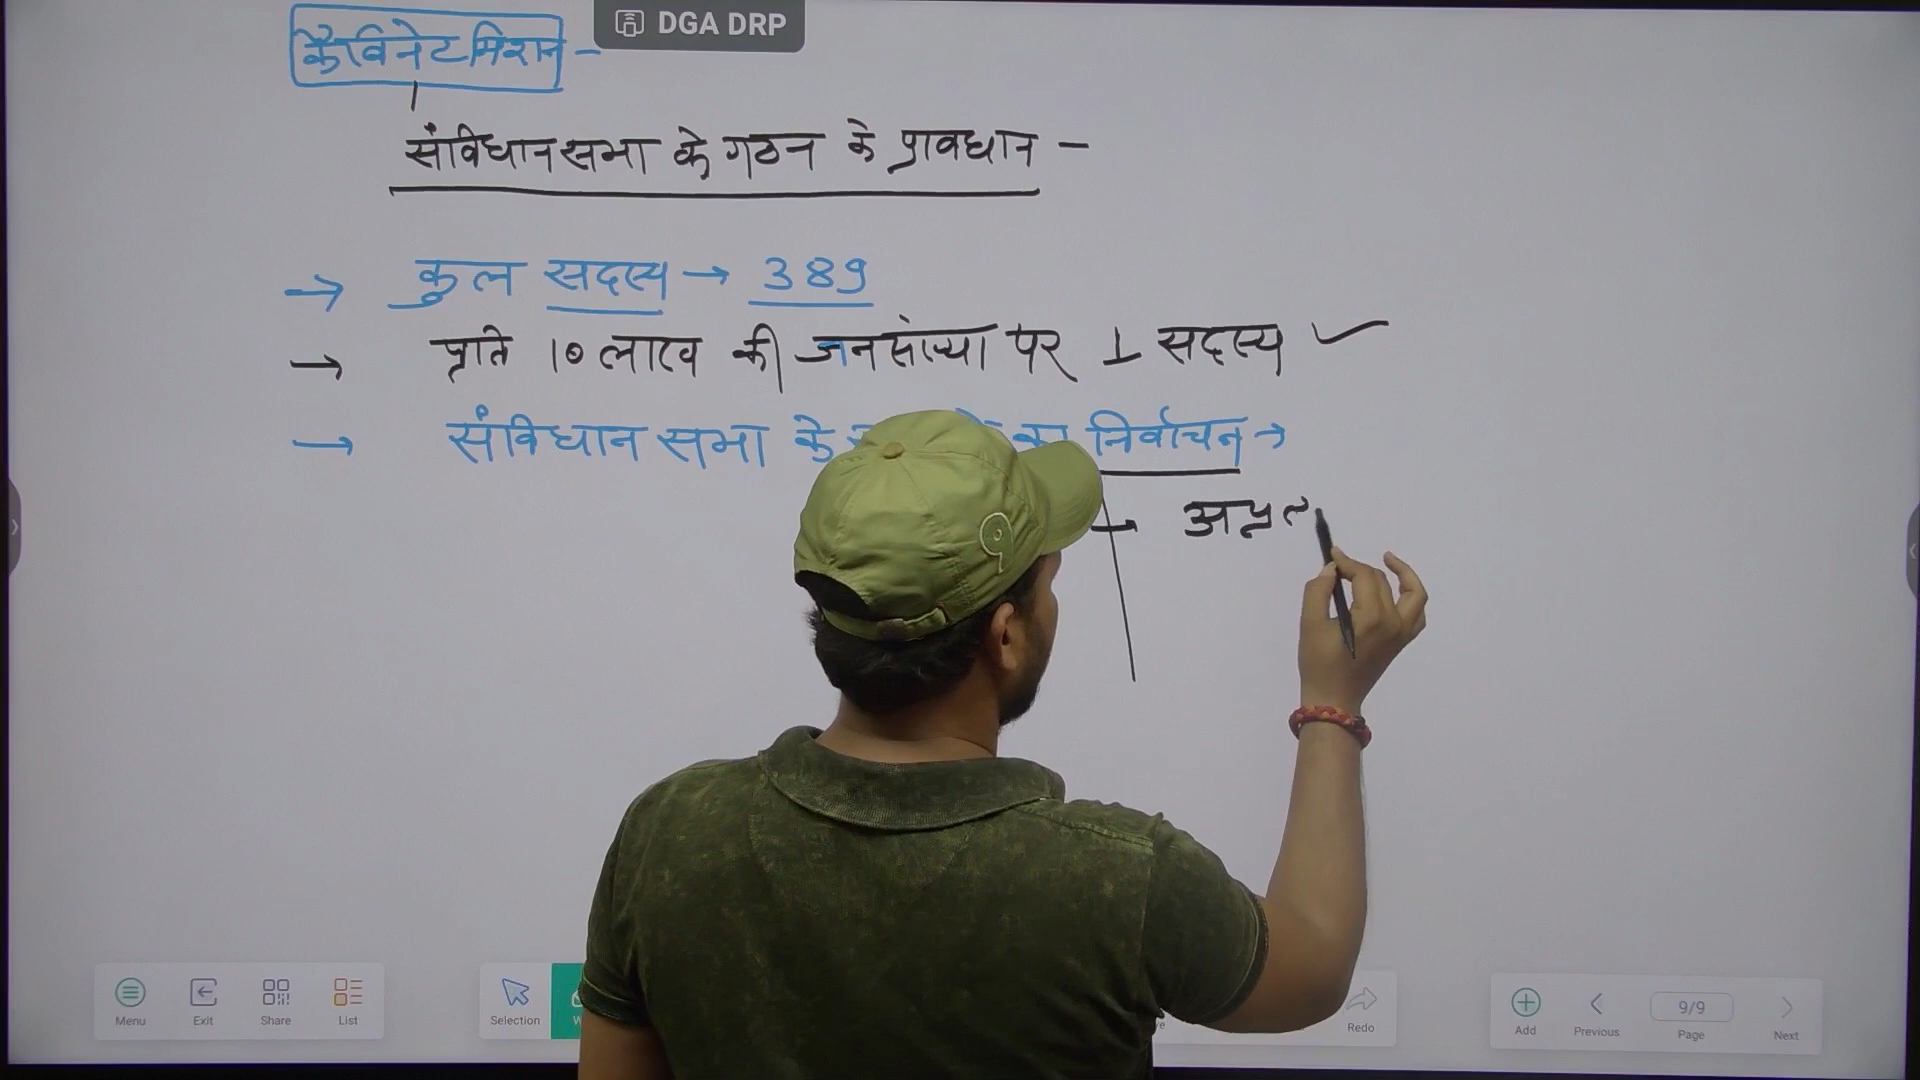 DGA DRP
कैविनेट मिशन -
संविधान सभा के गठन के प्रावधान -
→ कुल सदस्य → 389
→ प्रति 10 लाख की जनसंख्या पर 1 सदस्य ✓
→ संविधान सभा के का निर्वाचन →
→ अप्रत
Menu Exit Share List Selection Redo Add Previous 9/9 Page Next